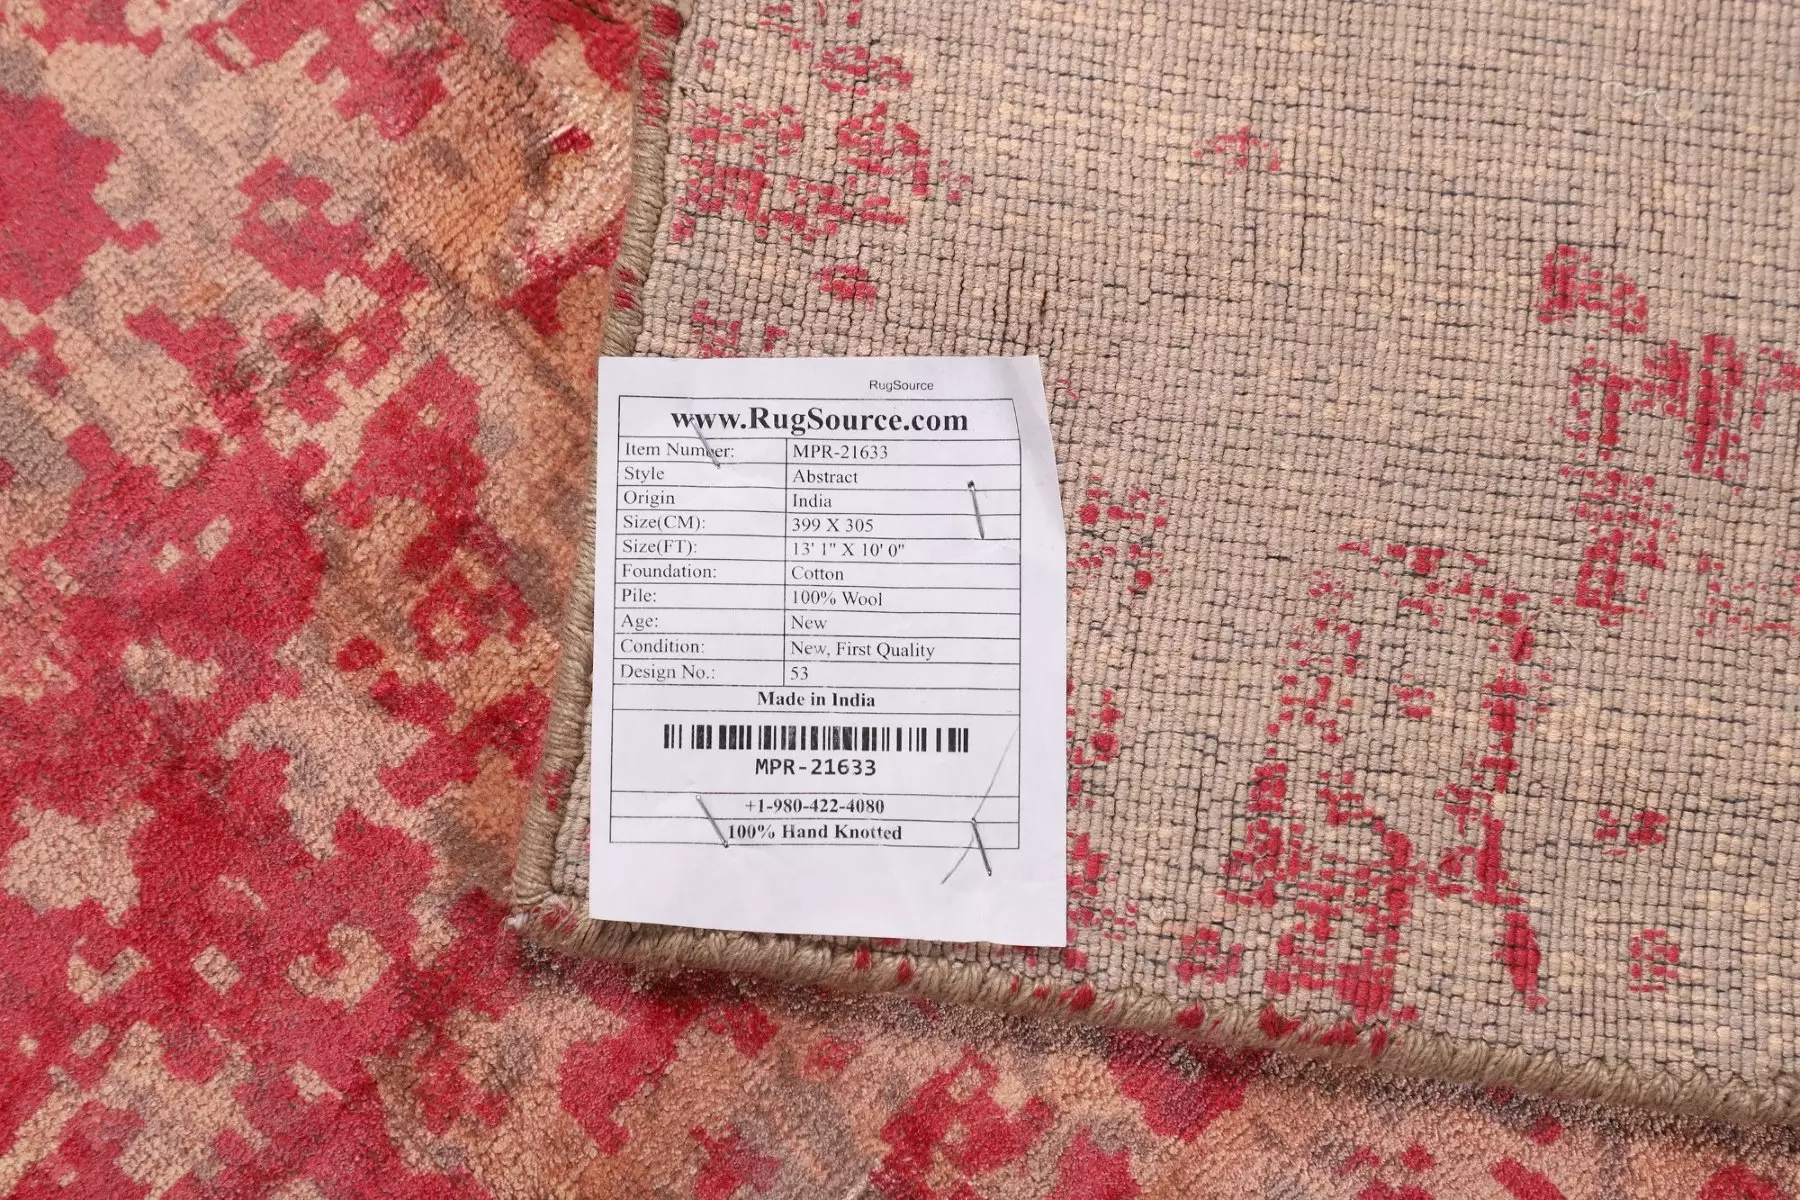 RugSource
www.RugSource.com
Item Number: MPR-21633
Style Abstract
Origin India
Size(CM): 399 X 305
Size(FT): 13' 1" X 10' 0"
Foundation: Cotton
Pile: 100% Wool
Age: New
Condition: New, First Quality
Design No.: 53
Made in India
MPR-21633
+1-980-422-4080
100% Hand Knotted